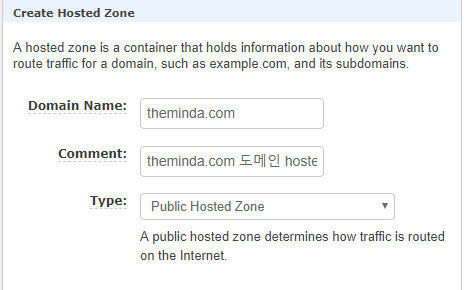 Create Hosted Zone
A hosted zone is a container that holds information about how you want to
route traffic for a domain, such as example.com, and its subdomains.
Domain Name: theminda.com
Comment: theminda.com 도메인 hoste
Type: Public Hosted Zone
A public hosted zone determines how traffic is routed
on the Internet.